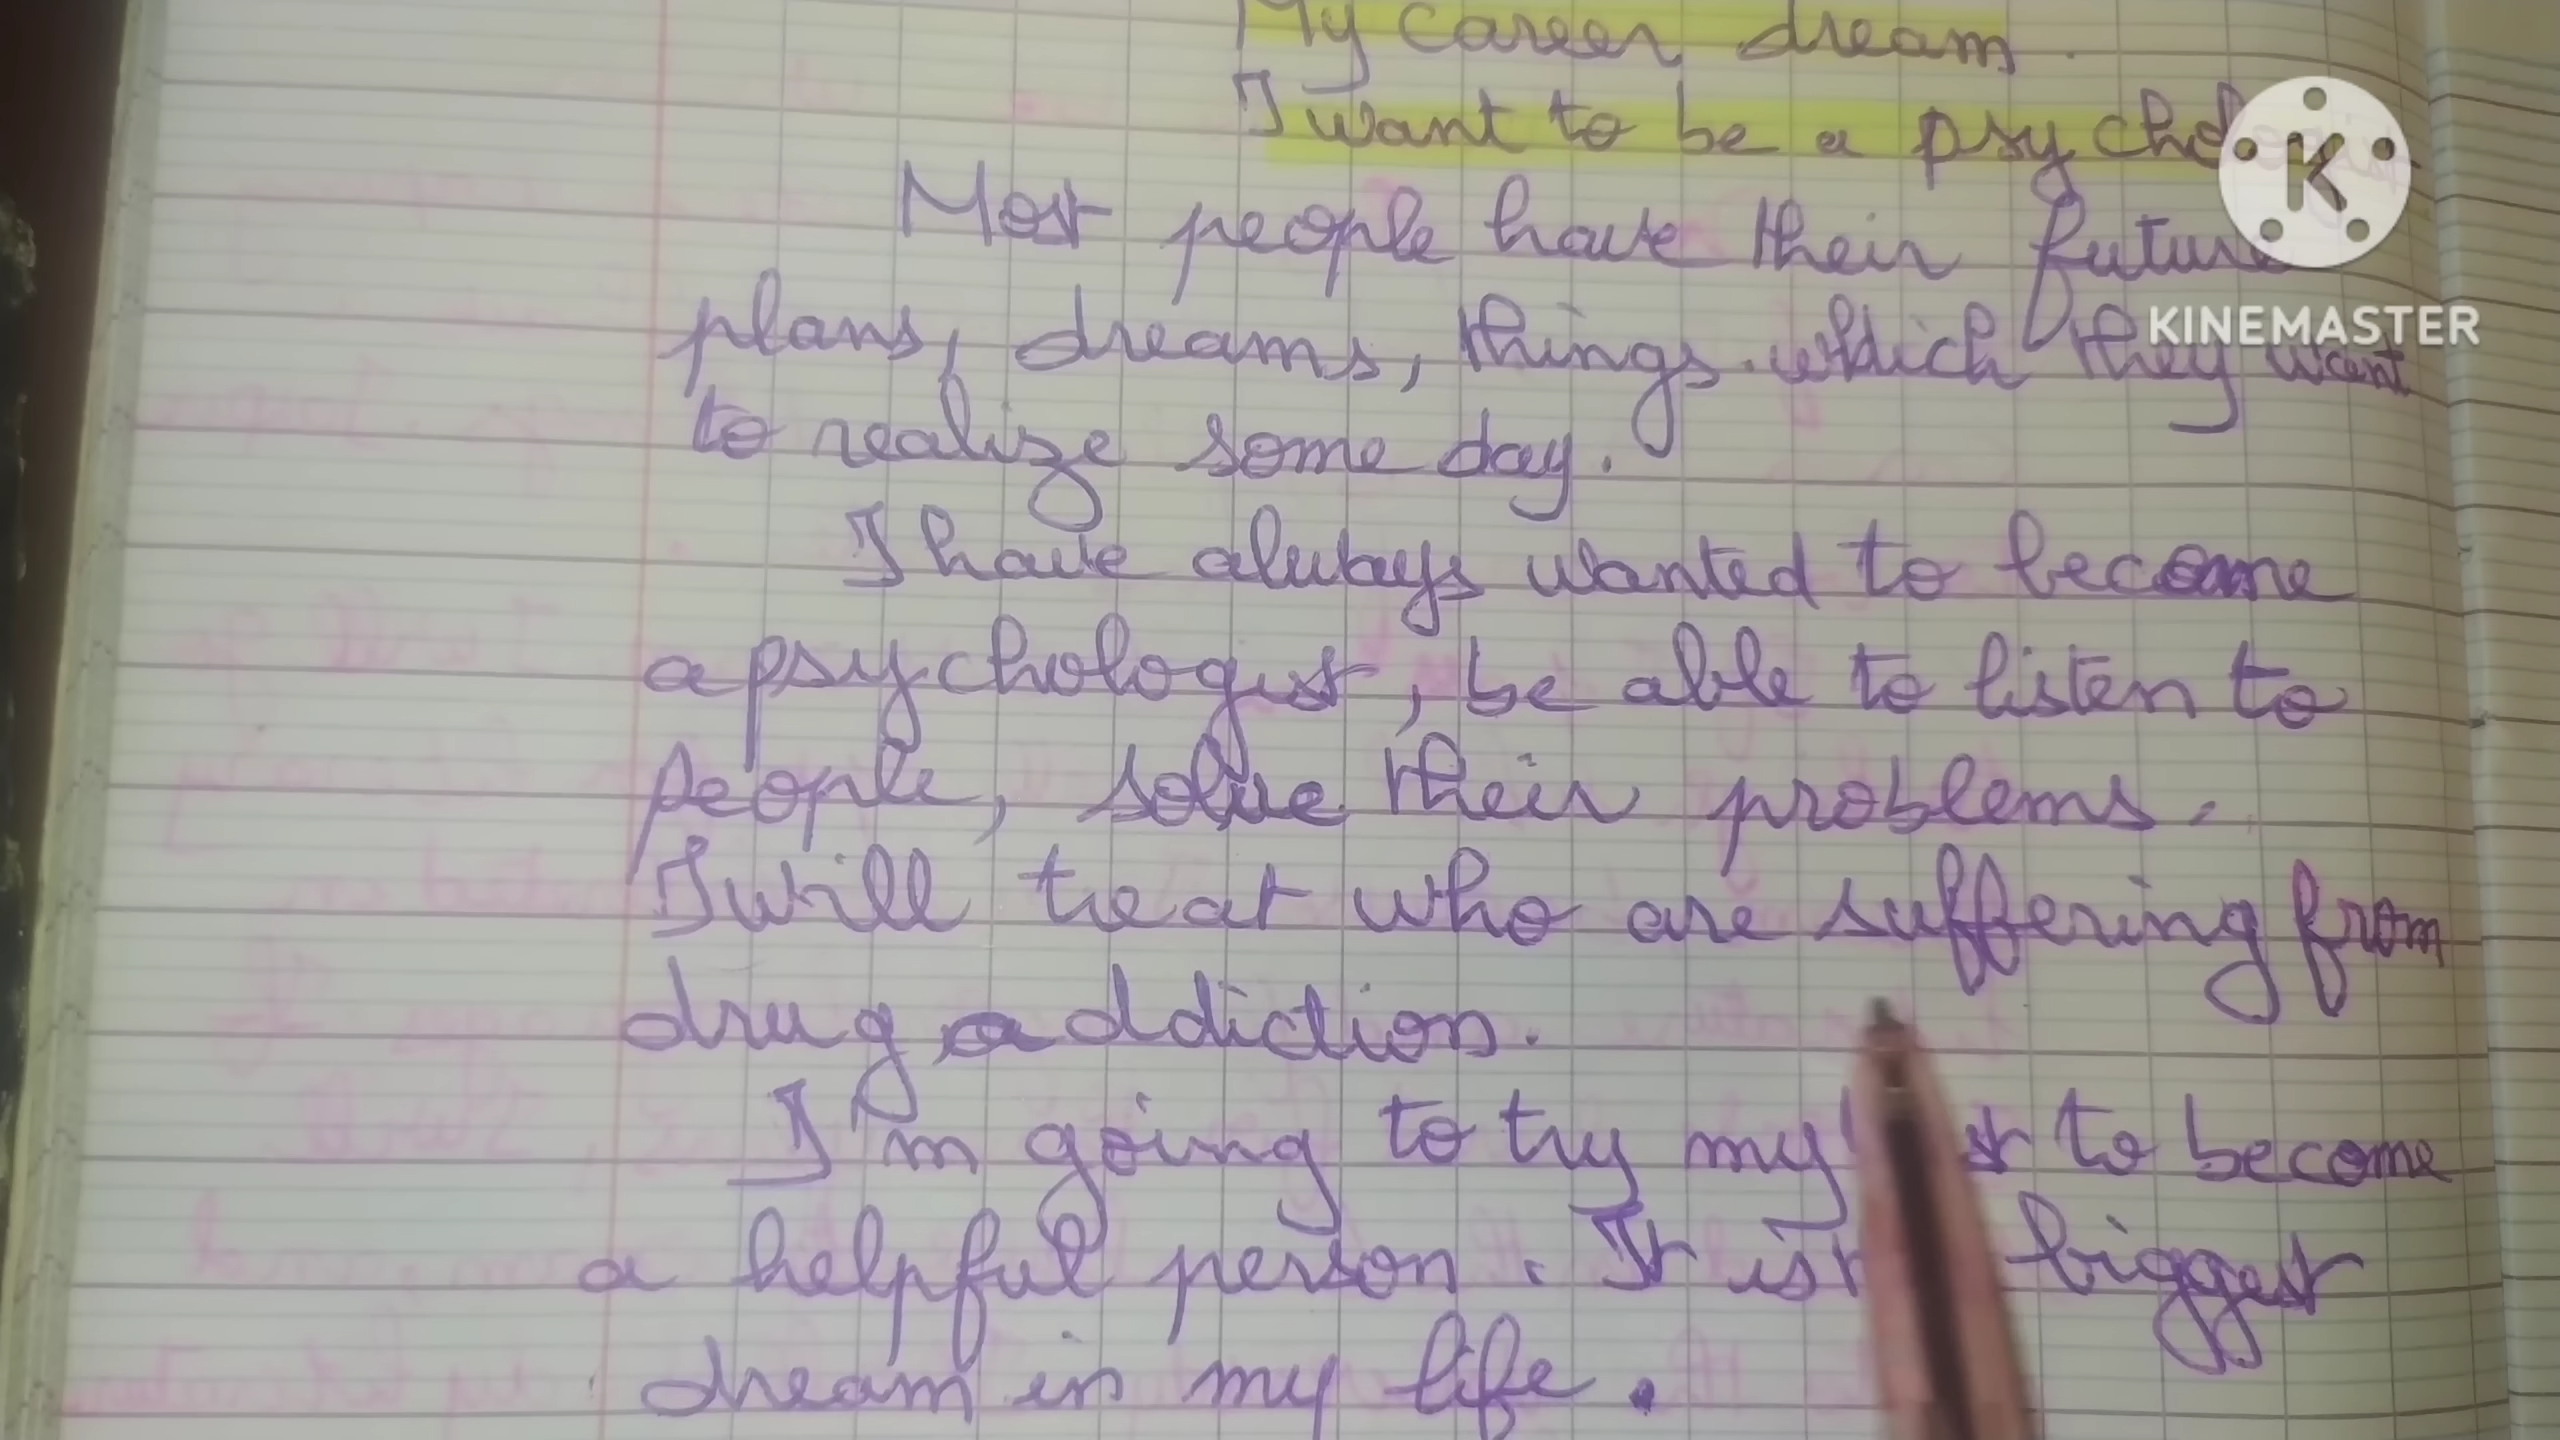 My career dream.
I want to be a psychologist.
Most people have their future
plans, dreams, things which they want
to realize some day.
I have always wanted to become
a psychologist, be able to listen to
people, solve their problems.
I will treat who are suffering from
drug addiction.
I'm going to try my to become
a helpful person. It is biggest
dream in my life.
K
KINEMASTER